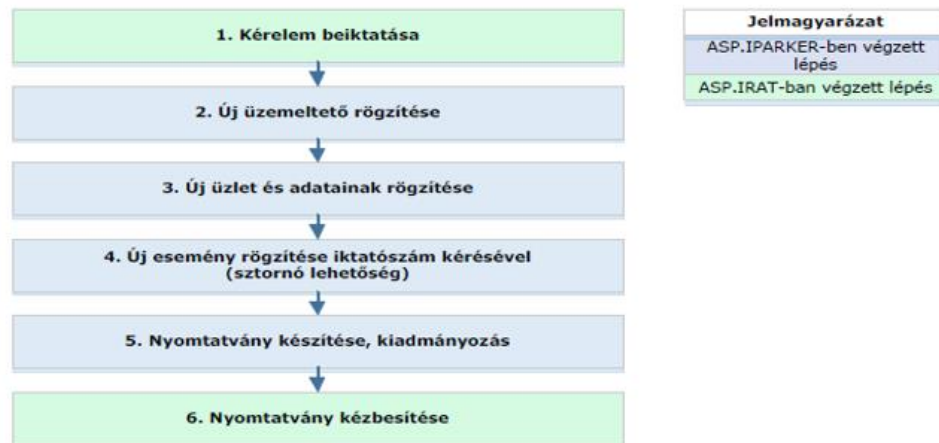 1. Kérelem beiktatása
2. Új üzemeltető rögzítése
3. Új üzlet és adatainak rögzítése
4. Új esemény rögzítése iktatószám kérésével
(sztornó lehetőség)
5. Nyomtatvány készítése, kiadmányozás
6. Nyomtatvány kézbesítése
Jelmagyarázat
ASP.IPARKER-ben végzett
lépés
ASP.IRAT-ban végzett lépés